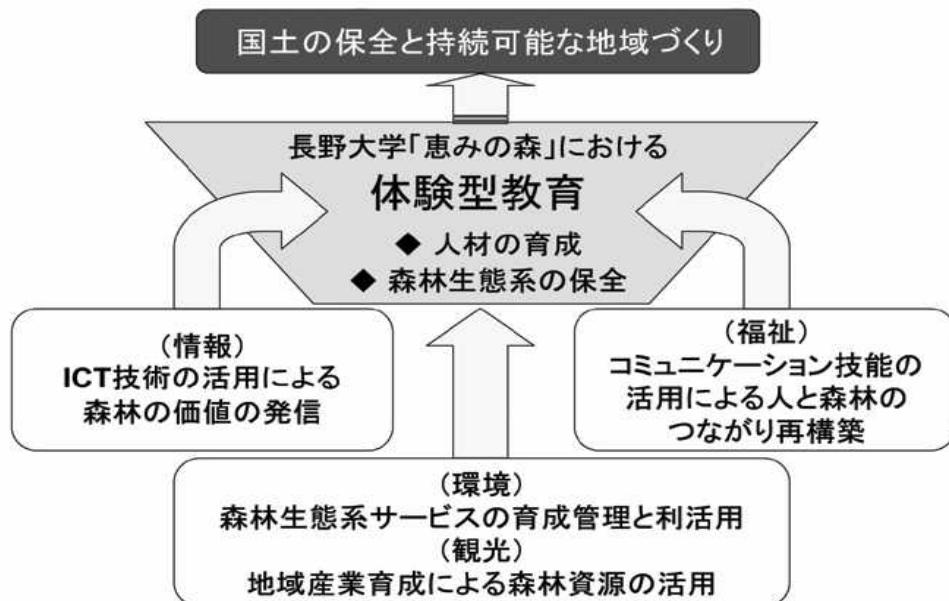 国土の保全と持続可能な地域づくり
長野大学「恵みの森」における
体験型教育
◆ 人材の育成
◆ 森林生態系の保全
(情報)
ICT技術の活用による
森林の価値の発信
(福祉)
コミュニケーション技能の
活用による人と森林の
つながり再構築
(環境)
森林生態系サービスの育成管理と利活用
(観光)
地域産業育成による森林資源の活用